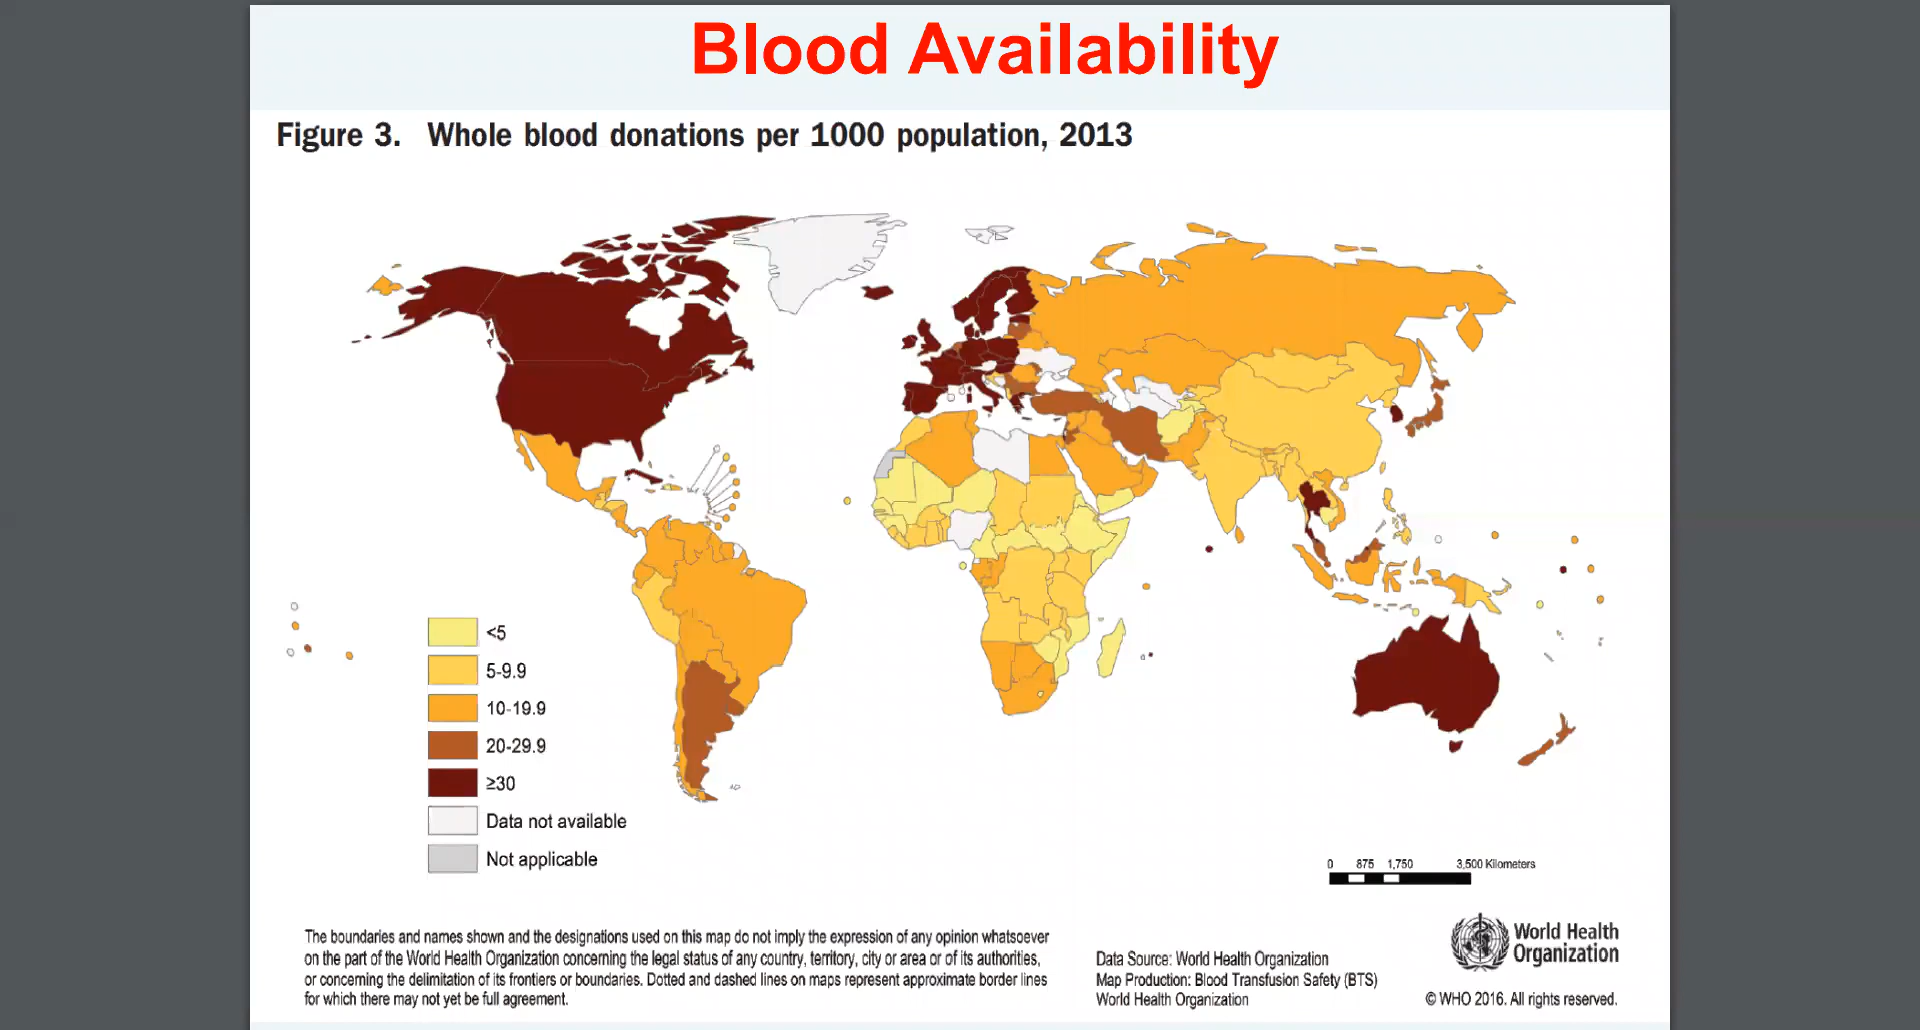 Blood Availability
Figure 3. Whole blood donations per 1000 population, 2013
<5
5-9.9
10-19.9
20-29.9
≥30
Data not available
Not applicable
0 875 1,750 3,500 Kilometers
The boundaries and names shown and the designations used on this map do not imply the expression of any opinion whatsoever
on the part of the World Health Organization concerning the legal status of any country, territory, city or area or of its authorities,
or concerning the delimitation of its frontiers or boundaries. Dotted and dashed lines on maps represent approximate border lines
for which there may not yet be full agreement.
Data Source: World Health Organization
Map Production: Blood Transfusion Safety (BTS)
World Health Organization
World Health
Organization
© WHO 2016. All rights reserved.